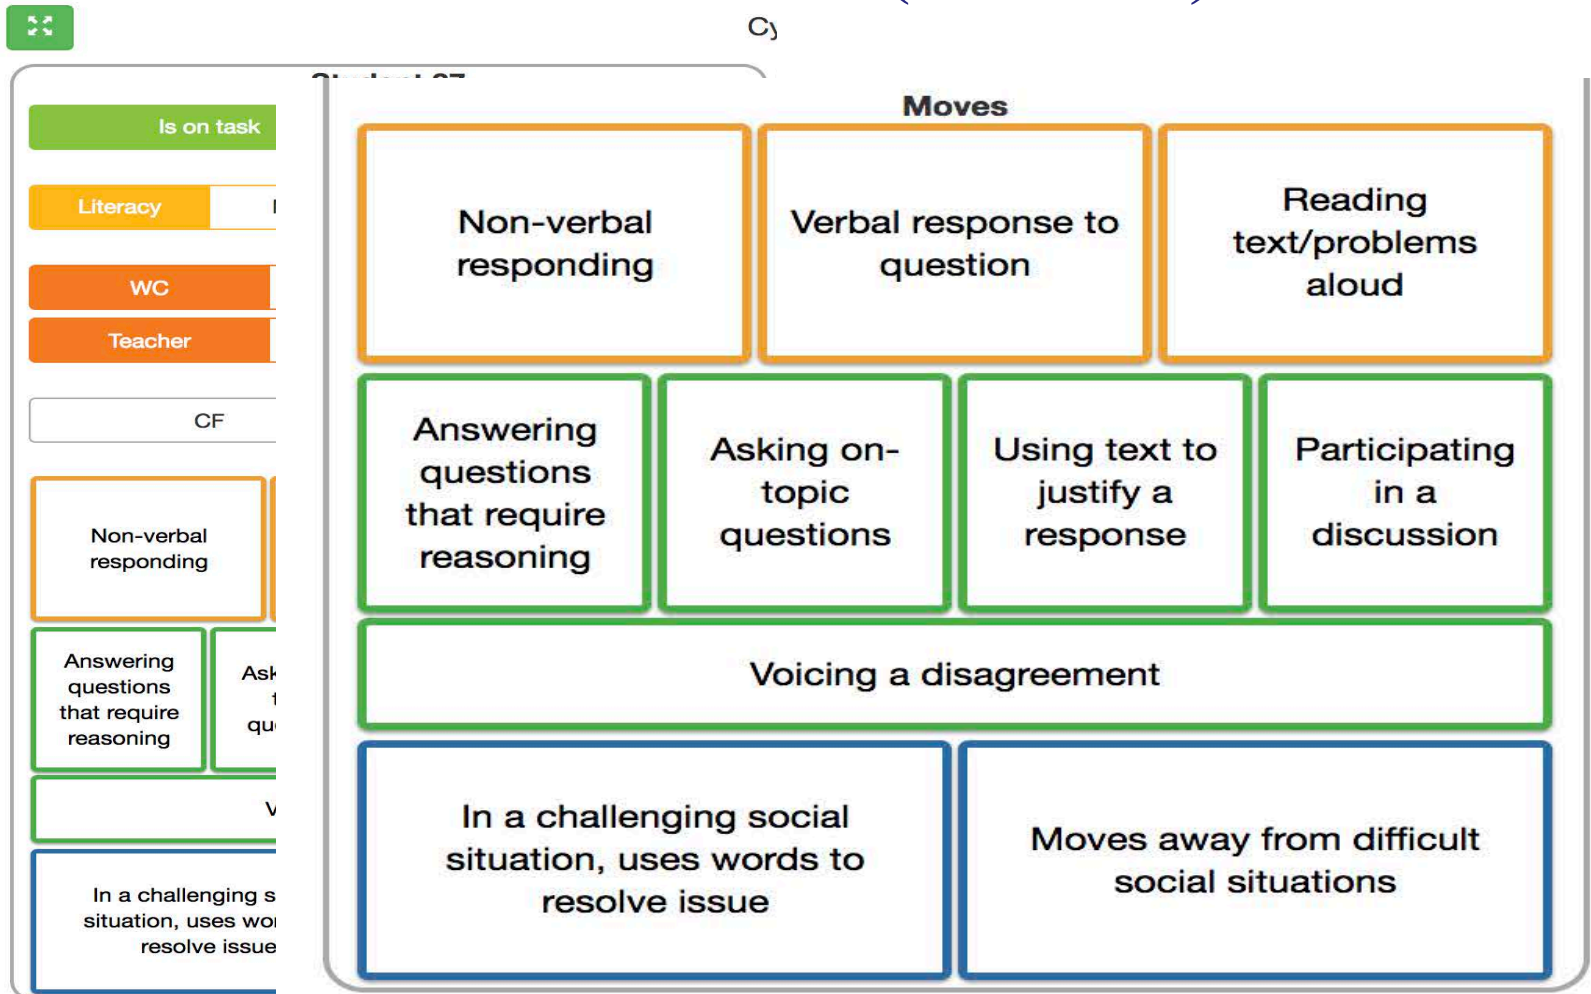 Is on task
Literacy
WC
Teacher
CF
Non-verbal
responding
Answering
questions
that require
reasoning
In a challenging
situation, uses
resolve issue
Moves
Non-verbal
responding
Verbal response to
question
Reading
text/problems
aloud
Answering
questions
that require
reasoning
Asking on-
topic
questions
Using text to
justify a
response
Participating
in a
discussion
Voicing a disagreement
In a challenging social
situation, uses words to
resolve issue
Moves away from difficult
social situations